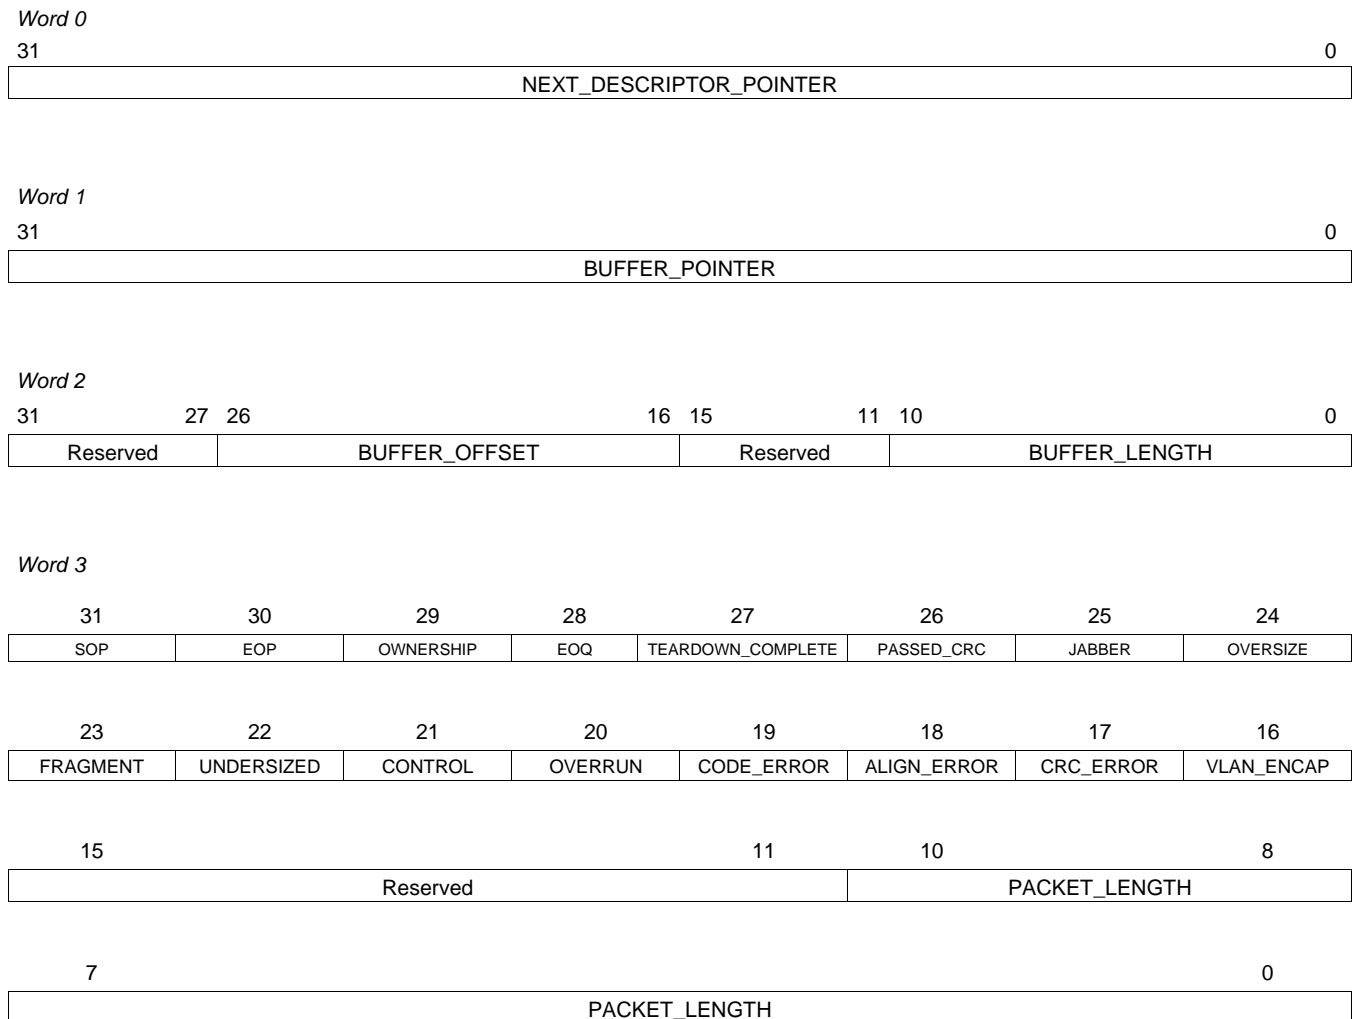 Word 0
31 0
NEXT_DESCRIPTOR_POINTER
Word 1
31 0
BUFFER_POINTER
Word 2
31 27 26 16 15 11 10 0
Reserved BUFFER_OFFSET Reserved BUFFER_LENGTH
Word 3
31 30 29 28 27 26 25 24
SOP EOP OWNERSHIP EOQ TEARDOWN_COMPLETE PASSED_CRC JABBER OVERSIZE
23 22 21 20 19 18 17 16
FRAGMENT UNDERSIZED CONTROL OVERRUN CODE_ERROR ALIGN_ERROR CRC_ERROR VLAN_ENCAP
15 11 10 8
Reserved PACKET_LENGTH
7 0
PACKET_LENGTH